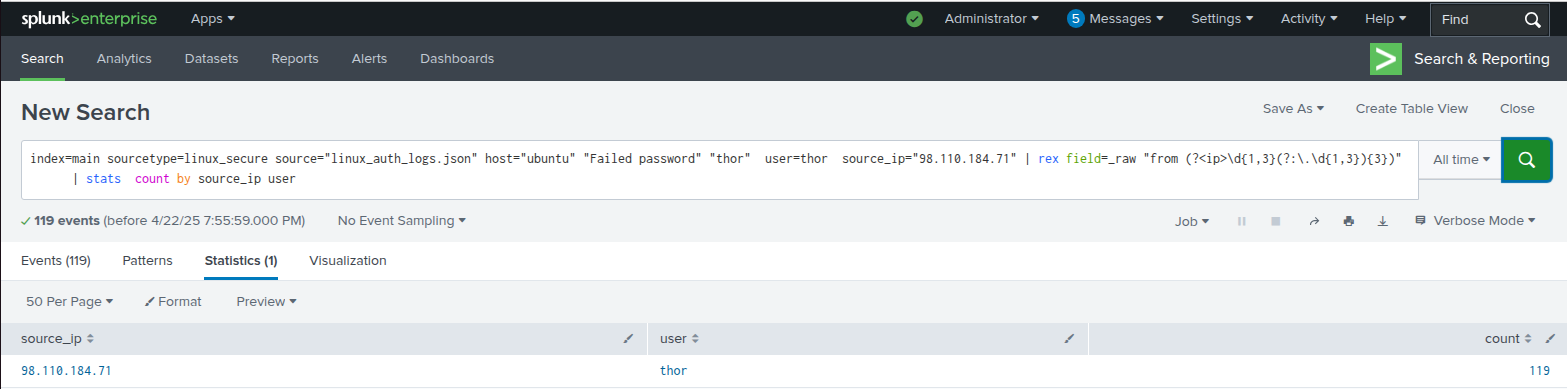 splunk>enterprise Apps Administrator 5 Messages Settings Activity Help Find
Search Analytics Datasets Reports Alerts Dashboards Search & Reporting
New Search Save As Create Table View Close
index=main sourcetype=linux_secure source="linux_auth_logs.json" host="ubuntu" "Failed password" "thor"  user=thor  source_ip="98.110.184.71" | rex field=_raw "from (?<ip>\d{1,3}(?:\.\d{1,3}){3})" All time
| stats  count by source_ip user
119 events (before 4/22/25 7:55:59.000 PM) No Event Sampling Job Verbose Mode
Events (119) Patterns Statistics (1) Visualization
50 Per Page Format Preview
source_ip user count
98.110.184.71 thor 119